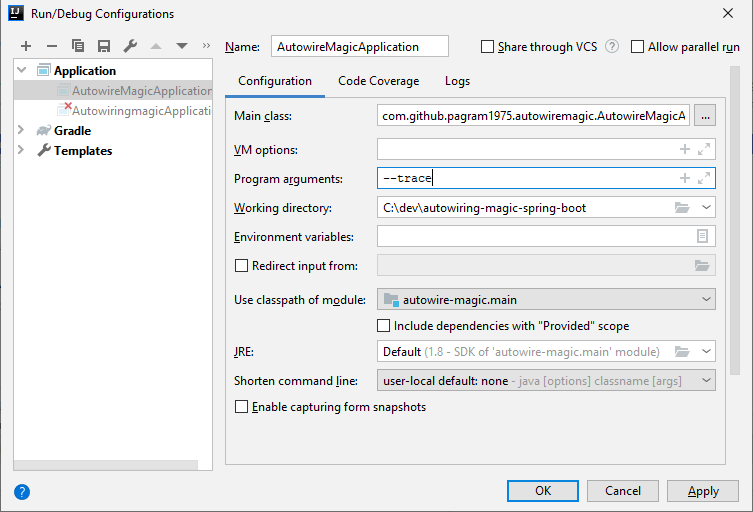 IJ Run/Debug Configurations
Name: AutowireMagicApplication Share through VCS ? Allow parallel run
Application
AutowireMagicApplication
AutowiringmagicApplicati
Gradle
Templates
Configuration Code Coverage Logs
Main class: com.github.pagram1975.autowiremagic.AutowireMagicA ...
VM options:
Program arguments: --trace
Working directory: C:\dev\autowiring-magic-spring-boot
Environment variables:
Redirect input from:
Use classpath of module: autowire-magic.main
Include dependencies with "Provided" scope
JRE: Default (1.8 - SDK of 'autowire-magic.main' module)
Shorten command line: user-local default: none - java [options] classname [args]
Enable capturing form snapshots
? OK Cancel Apply